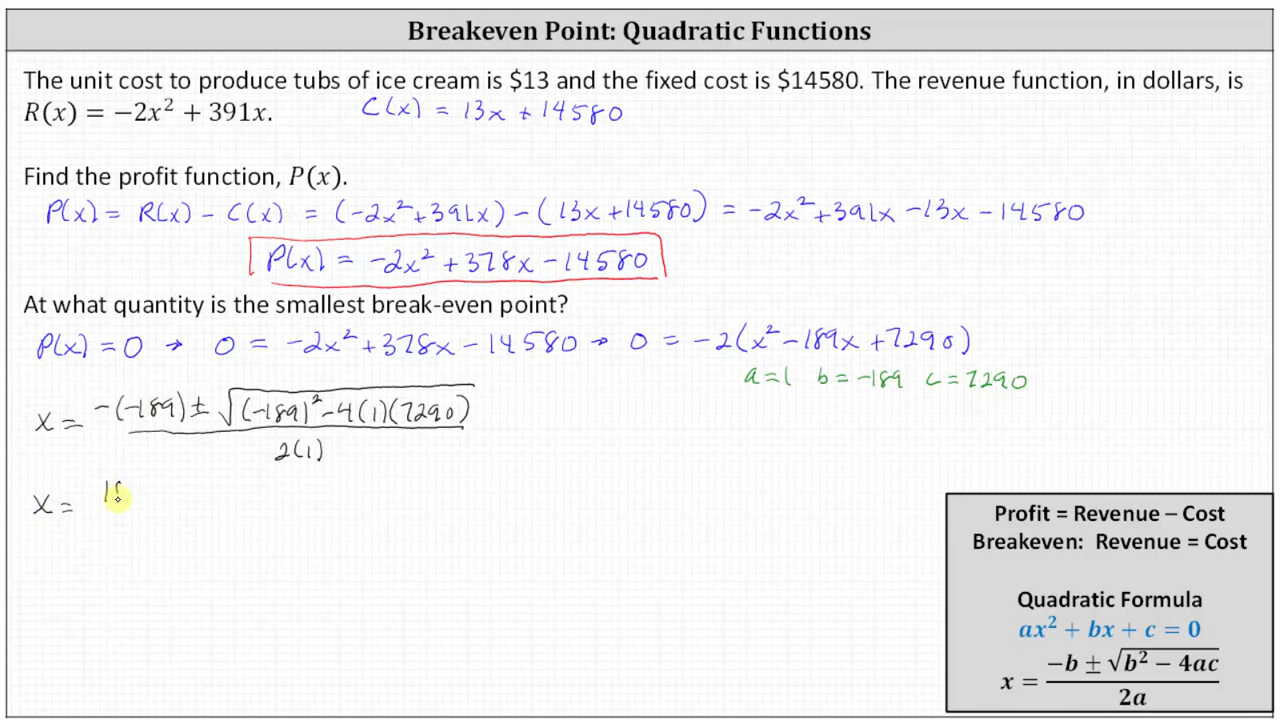 Breakeven Point: Quadratic Functions
The unit cost to produce tubs of ice cream is $13 and the fixed cost is $14580. The revenue function, in dollars, is
R(x) = −2x² + 391x. C(x) = 13x + 14580
Find the profit function, P(x).
P(x) = R(x) − C(x) = (−2x²+391x) − (13x+14580) = −2x²+391x −13x −14580
P(x) = −2x² +378x −14580
At what quantity is the smallest break-even point?
P(x) = 0 → 0 = −2x²+378x −14580 → 0 = −2(x² −189x +7290)
a=1 b=−189 c=7290
x = (−(−189) ± √((−189)² −4(1)(7290))) / 2(1)
x = 18
Profit = Revenue – Cost
Breakeven: Revenue = Cost
Quadratic Formula
ax² + bx + c = 0
x = (−b ± √(b² − 4ac)) / 2a